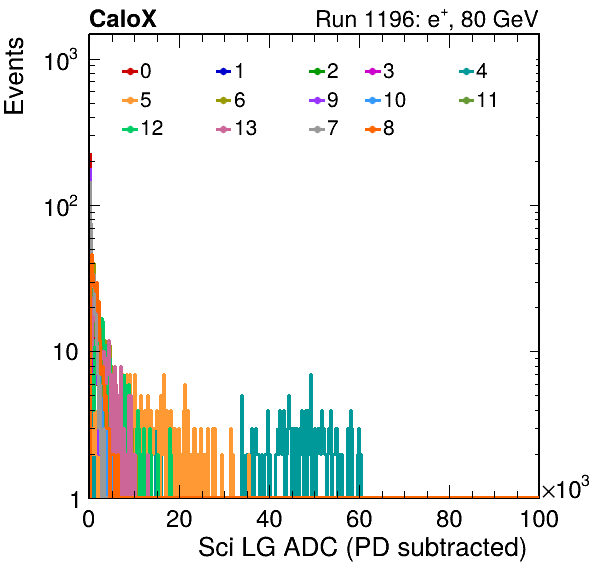 CaloX Run 1196: e⁺, 80 GeV
Events
10³
10²
10
1
0 1 2 3 4
5 6 9 10 11
12 13 7 8
0 20 40 60 80 100
×10³
Sci LG ADC (PD subtracted)